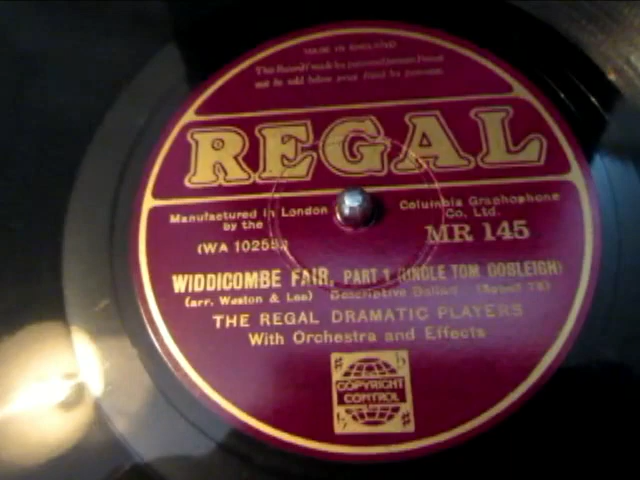 MADE IN ENGLAND
REGAL
Manufactured in London
by the
Columbia Graphophone
Co. Ltd.
(WA 10255)
MR 145
WIDDICOMBE FAIR, PART 1 (UNCLE TOM COBLEIGH)
(arr. Weston & Lee) Descriptive Ballad (Speed 78)
THE REGAL DRAMATIC PLAYERS
With Orchestra and Effects
COPYRIGHT
CONTROL